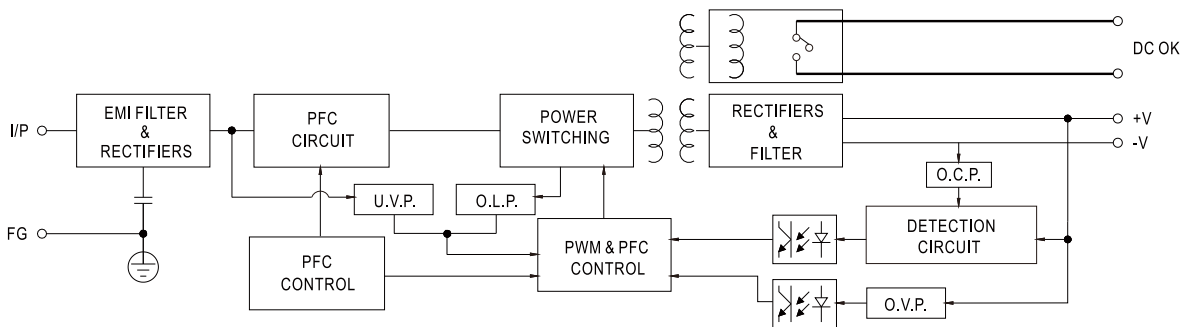 DC OK
I/P
EMI FILTER
&
RECTIFIERS
PFC
CIRCUIT
POWER
SWITCHING
RECTIFIERS
&
FILTER
+V
-V
O.C.P.
U.V.P.
O.L.P.
FG
DETECTION
CIRCUIT
PFC
CONTROL
PWM & PFC
CONTROL
O.V.P.